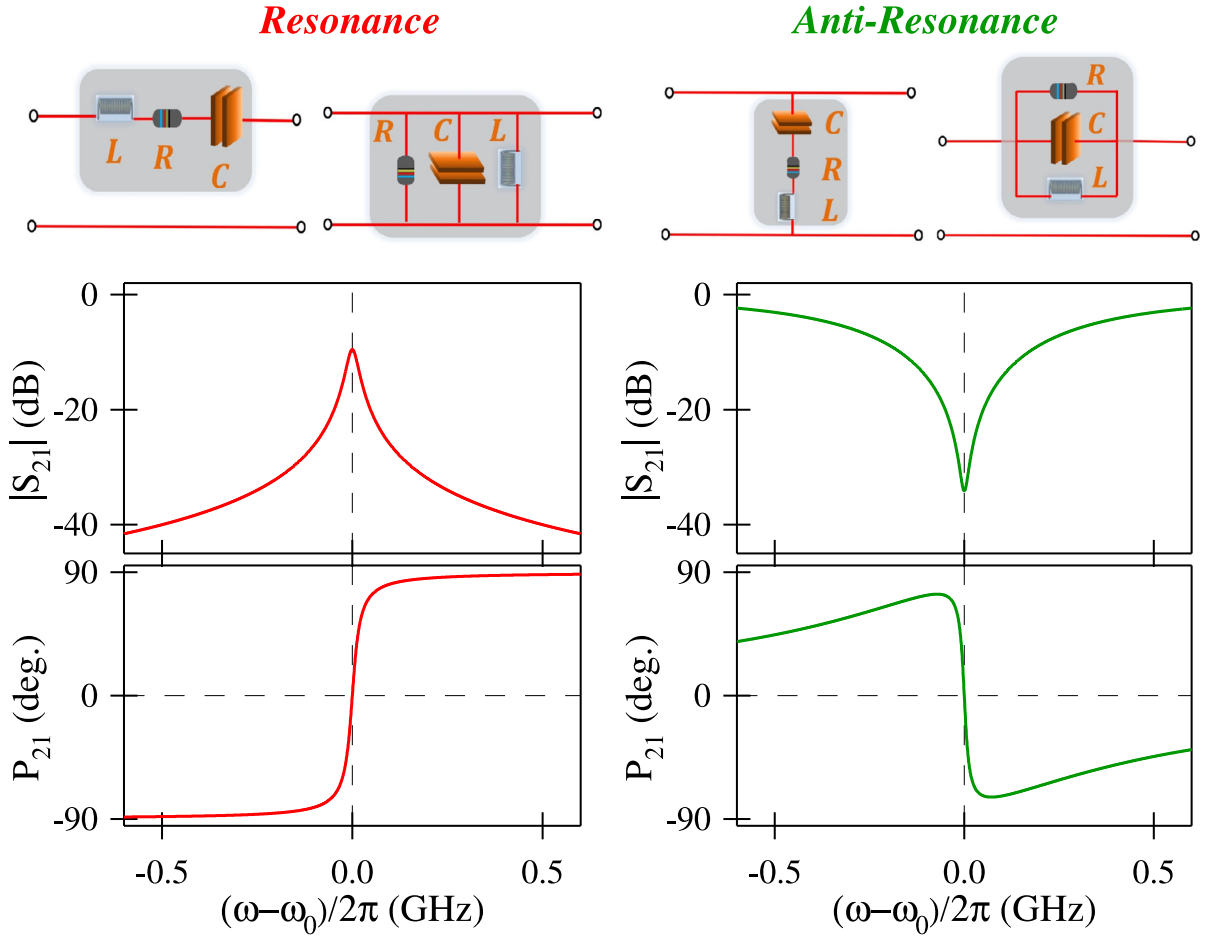 Resonance
Anti-Resonance
L R C
R C L
C
R
L
R
C
L
0
-20
-40
|S21| (dB)
0
-20
-40
|S21| (dB)
90
0
-90
P21 (deg.)
90
0
-90
P21 (deg.)
-0.5 0.0 0.5
(ω−ω0)/2π (GHz)
-0.5 0.0 0.5
(ω−ω0)/2π (GHz)